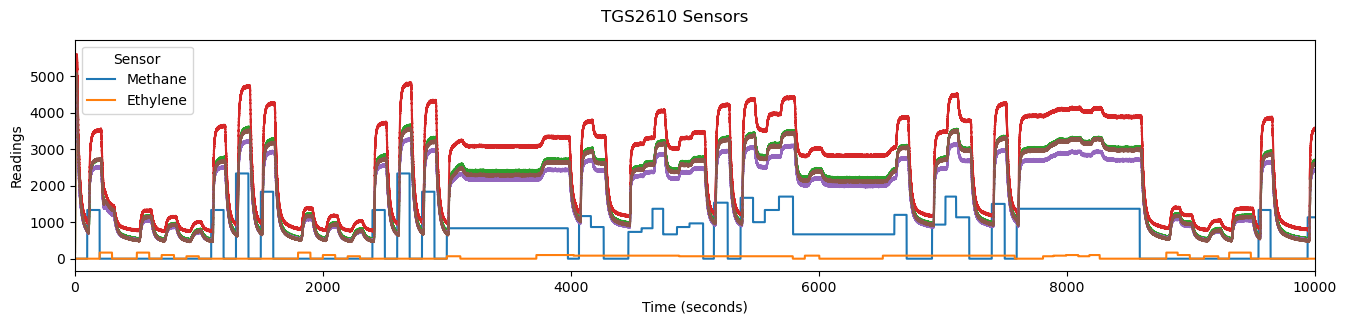 TGS2610 Sensors
Sensor
Methane
Ethylene
Readings
5000
4000
3000
2000
1000
0
0 2000 4000 6000 8000 10000
Time (seconds)